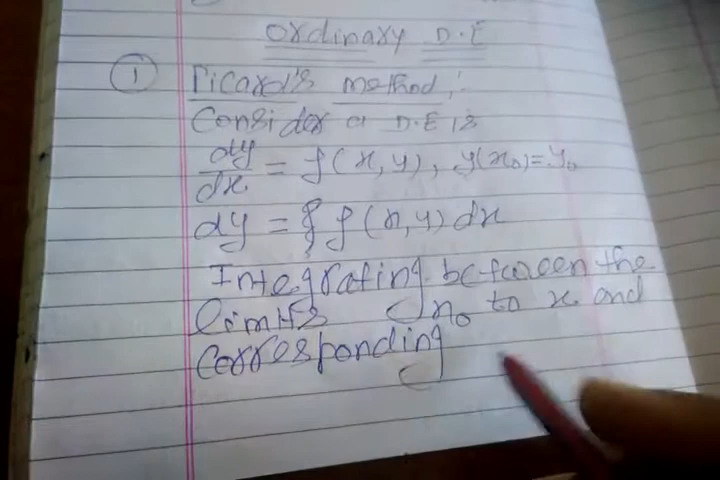 Ordinary D.E
1 Picard's method:
Consider a D.E is
dy/dx = f(x, y), y(x₀) = y₀
dy = f(x, y) dx
Integrating between the
limits x₀ to x and
corresponding